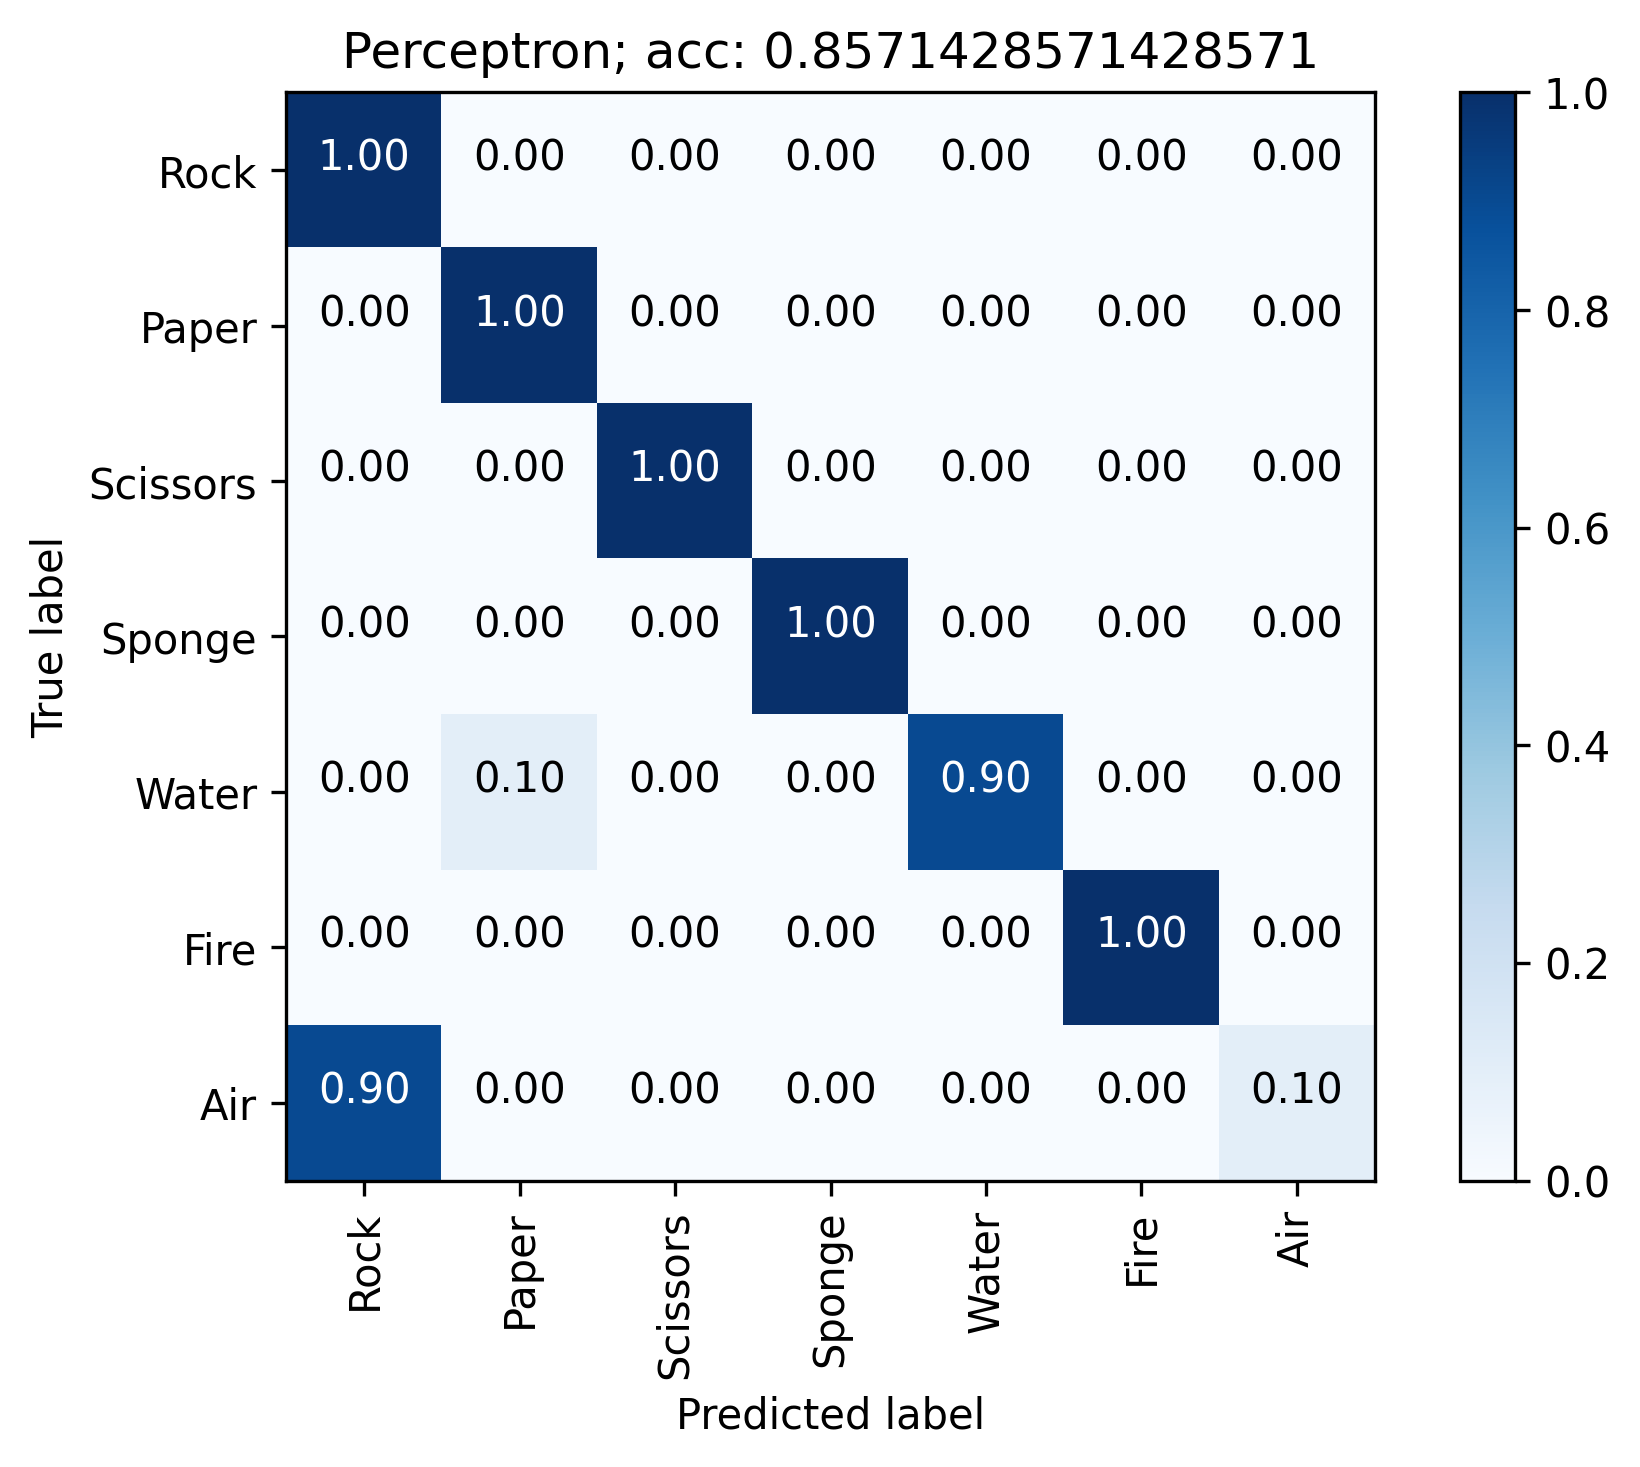 Perceptron; acc: 0.8571428571428571
Rock 1.00 0.00 0.00 0.00 0.00 0.00 0.00
Paper 0.00 1.00 0.00 0.00 0.00 0.00 0.00
Scissors 0.00 0.00 1.00 0.00 0.00 0.00 0.00
Sponge 0.00 0.00 0.00 1.00 0.00 0.00 0.00
Water 0.00 0.10 0.00 0.00 0.90 0.00 0.00
Fire 0.00 0.00 0.00 0.00 0.00 1.00 0.00
Air 0.90 0.00 0.00 0.00 0.00 0.00 0.10
True label
Rock Paper Scissors Sponge Water Fire Air
Predicted label
1.0
0.8
0.6
0.4
0.2
0.0